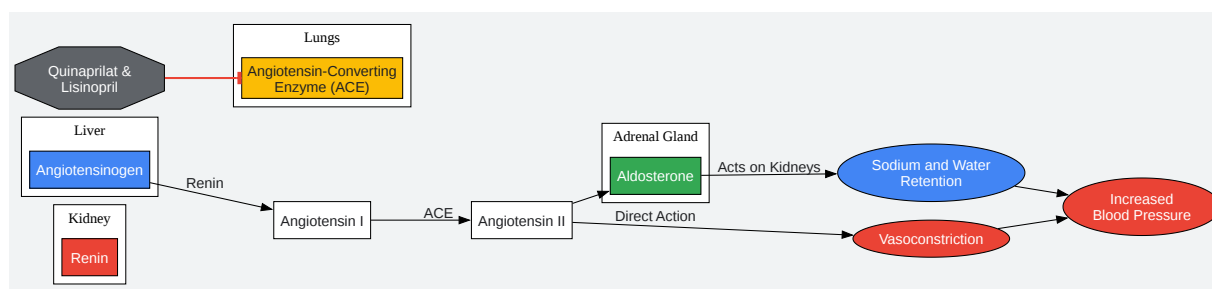 Lungs
Quinaprilat &
Lisinopril
Angiotensin-Converting
Enzyme (ACE)
Liver
Angiotensinogen
Renin
Kidney
Renin
Angiotensin I
ACE
Angiotensin II
Adrenal Gland
Aldosterone
Acts on Kidneys
Direct Action
Sodium and Water
Retention
Vasoconstriction
Increased
Blood Pressure